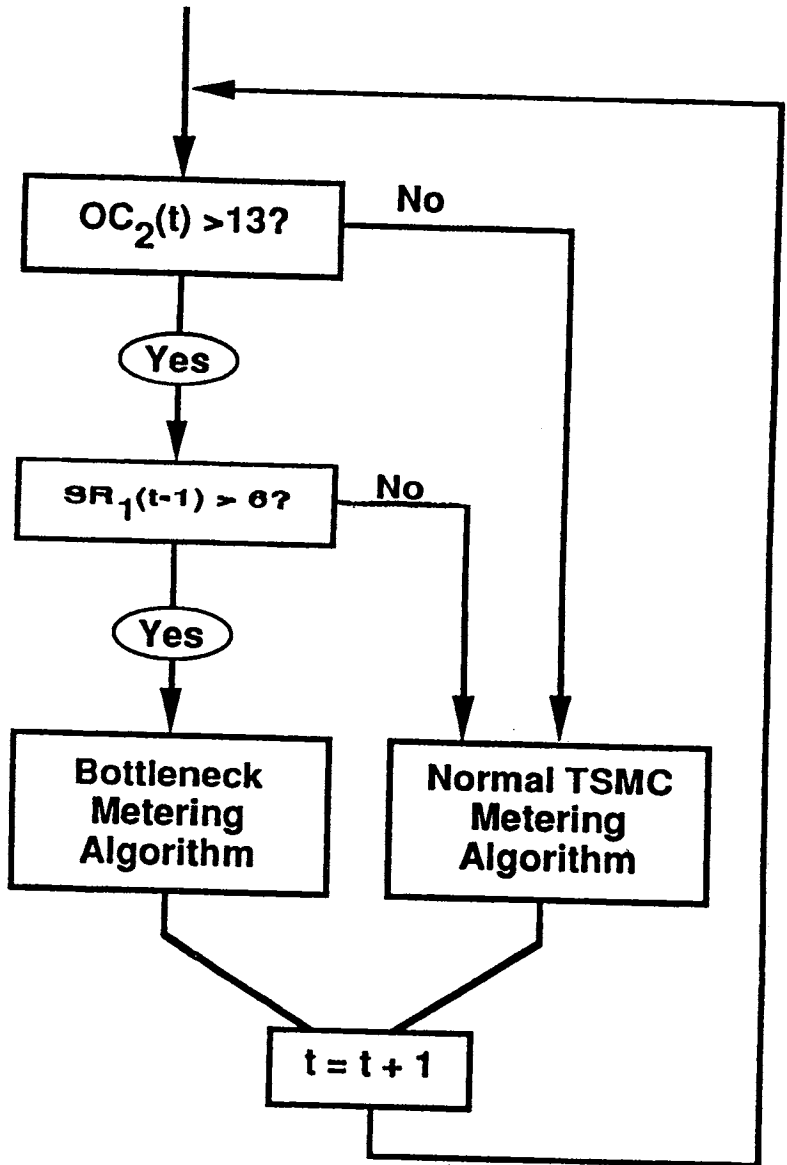 OC₂(t) >13?
No
Yes
SR₁(t-1) > 6?
No
Yes
Bottleneck
Metering
Algorithm
Normal TSMC
Metering
Algorithm
t = t + 1